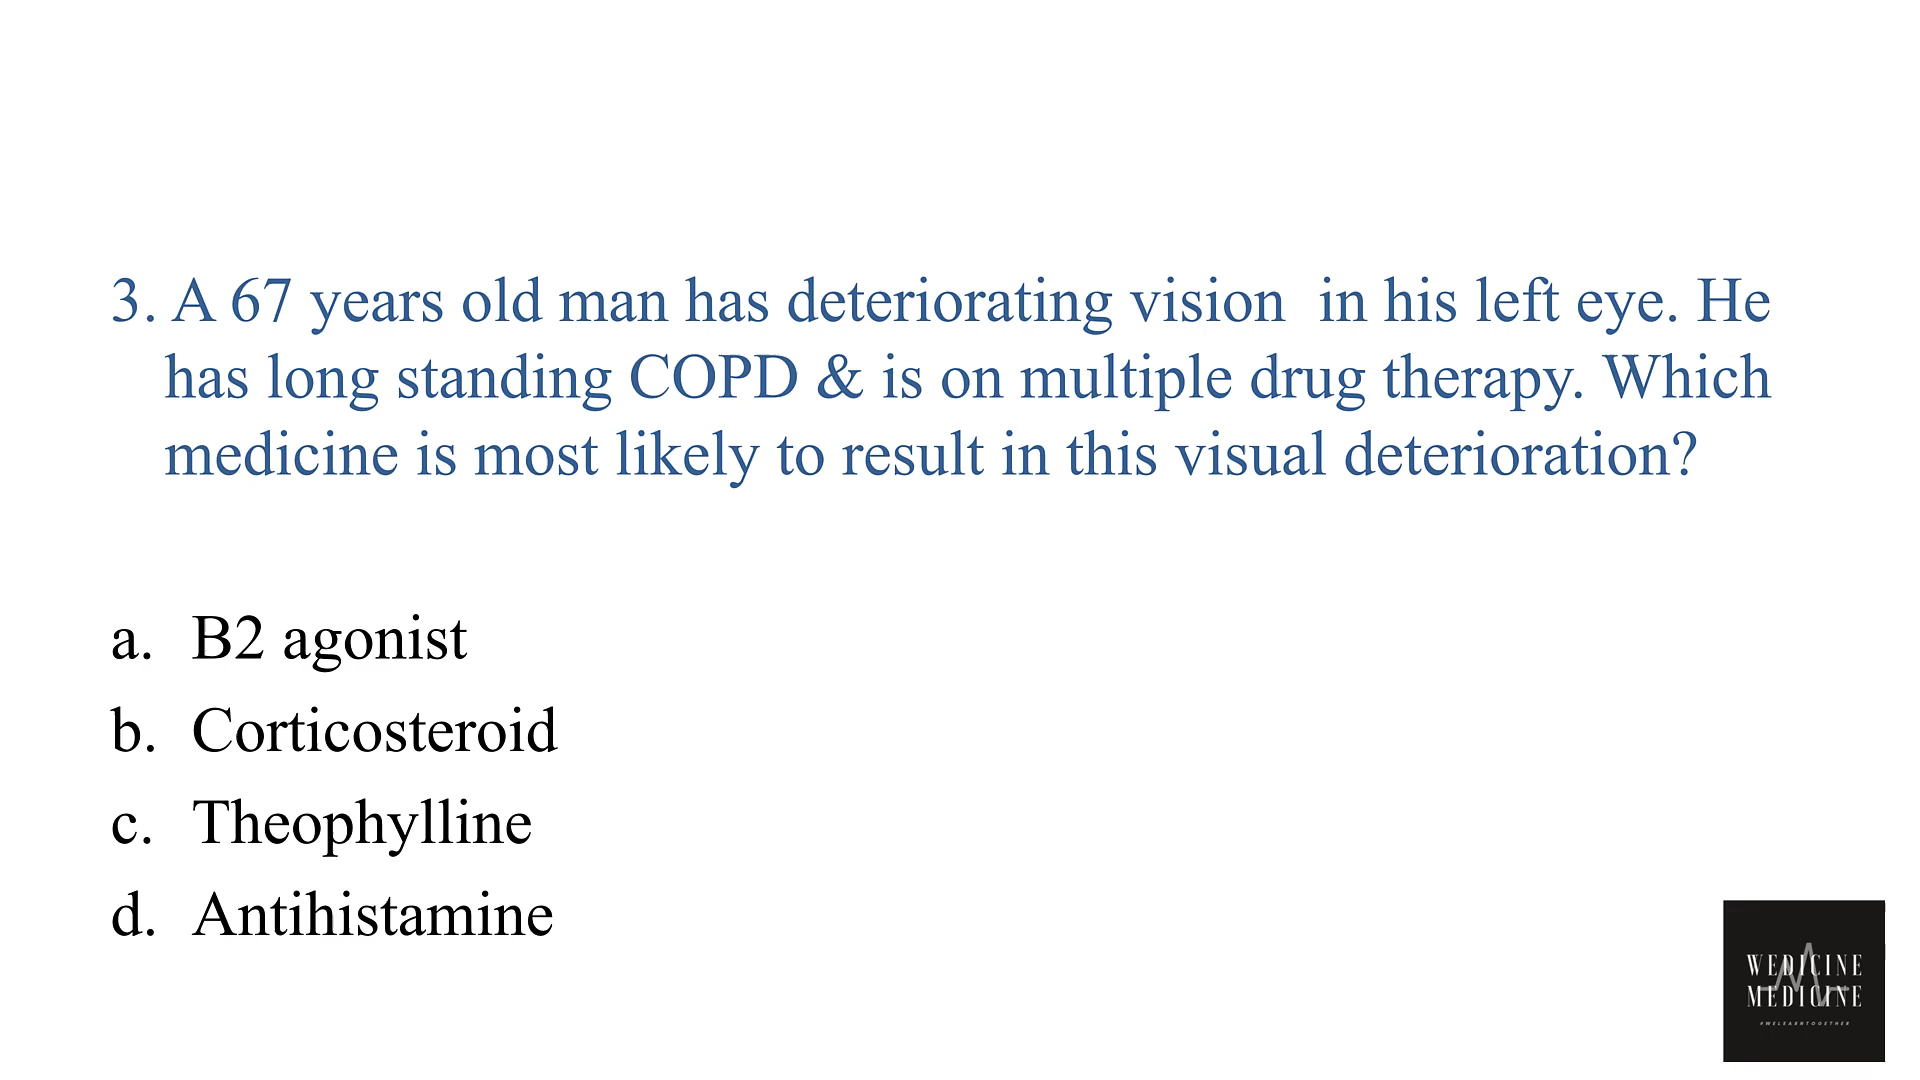 3. A 67 years old man has deteriorating vision  in his left eye. He
has long standing COPD & is on multiple drug therapy. Which
medicine is most likely to result in this visual deterioration?
a. B2 agonist
b. Corticosteroid
c. Theophylline
d. Antihistamine
WEDICINE
MEDICINE
#WELEARNTOGETHER